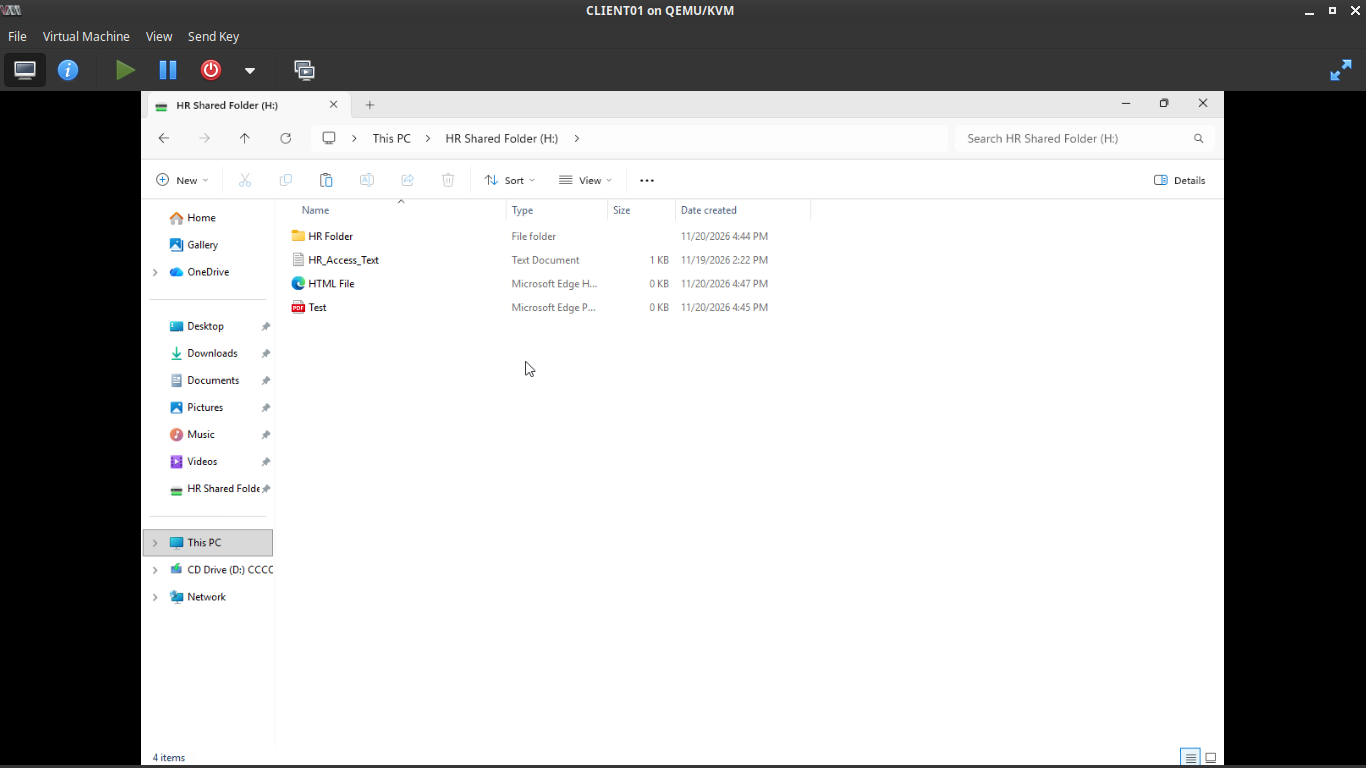 CLIENT01 on QEMU/KVM
File Virtual Machine View Send Key
HR Shared Folder (H:)
This PC HR Shared Folder (H:) Search HR Shared Folder (H:)
New Sort View Details
Name Type Size Date created
HR Folder File folder 11/20/2026 4:44 PM
HR_Access_Text Text Document 1 KB 11/19/2026 2:22 PM
HTML File Microsoft Edge H... 0 KB 11/20/2026 4:47 PM
PDF Test Microsoft Edge P... 0 KB 11/20/2026 4:45 PM
Home
Gallery
OneDrive
Desktop
Downloads
Documents
Pictures
Music
Videos
HR Shared Folde
This PC
CD Drive (D:) CCCC
Network
4 items